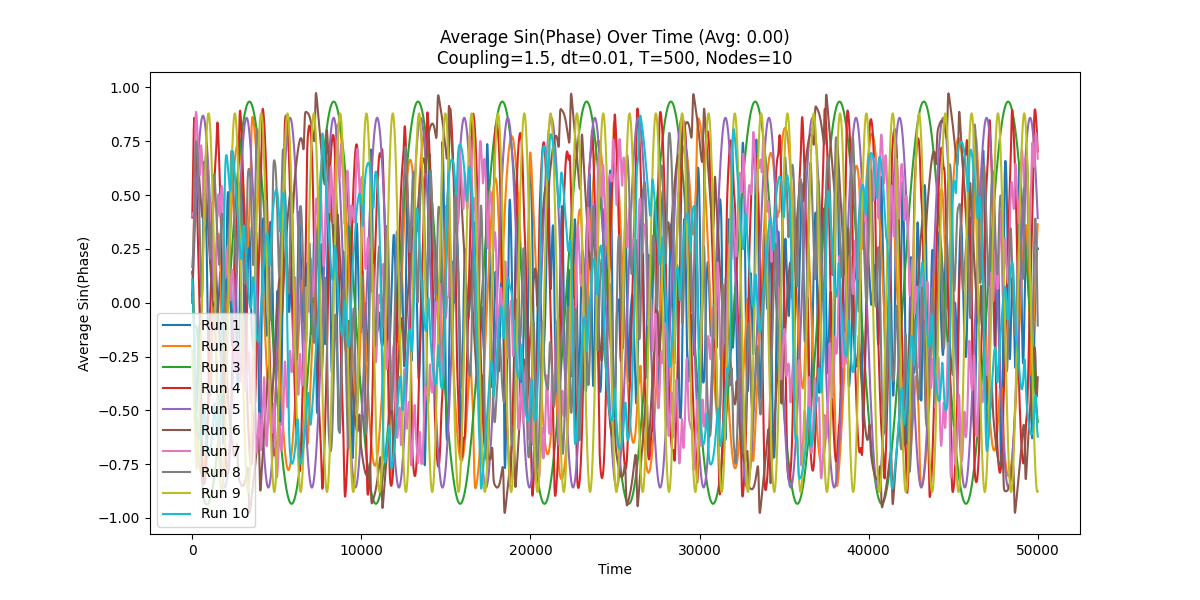 Average Sin(Phase) Over Time (Avg: 0.00)
Coupling=1.5, dt=0.01, T=500, Nodes=10
Average Sin(Phase)
1.00
0.75
0.50
0.25
0.00
−0.25
−0.50
−0.75
−1.00
Run 1
Run 2
Run 3
Run 4
Run 5
Run 6
Run 7
Run 8
Run 9
Run 10
0
10000
20000
30000
40000
50000
Time